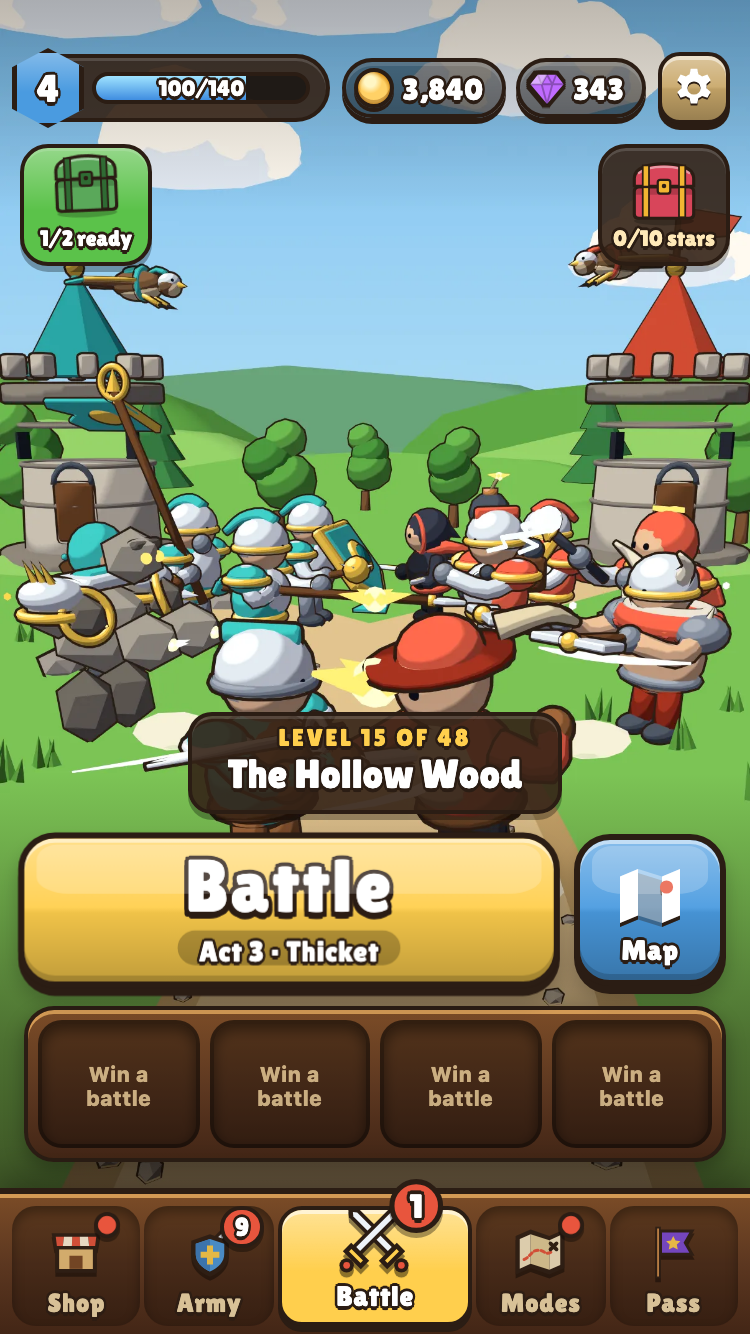 4
100/140
3,840
343
1/2 ready
0/10 stars
LEVEL 15 OF 48
The Hollow Wood
Battle
Act 3 · Thicket
Map
Win a
battle
Win a
battle
Win a
battle
Win a
battle
Shop
9
Army
1
Battle
Modes
Pass